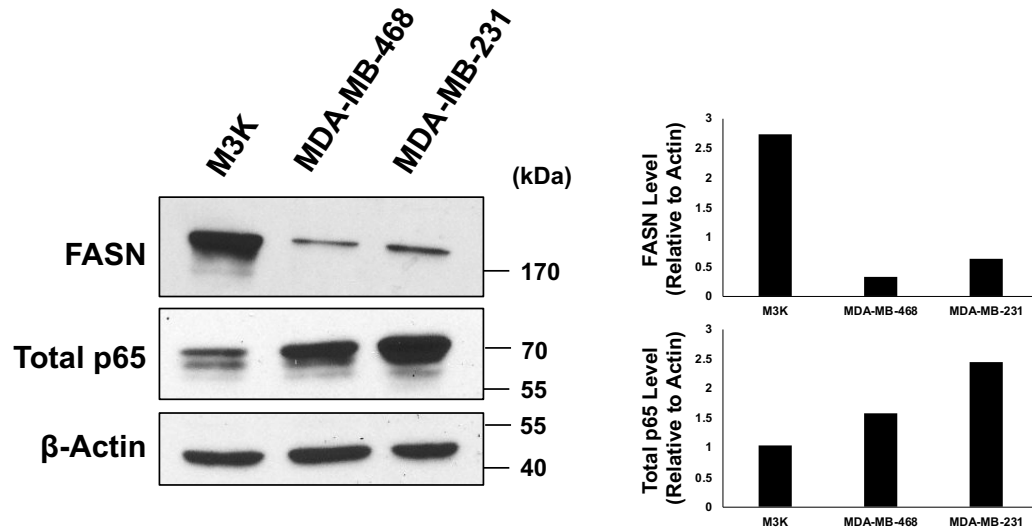 M3K
MDA-MB-468
MDA-MB-231
(kDa)
FASN
170
Total p65
70
55
β-Actin
55
40
FASN Level
(Relative to Actin)
3
2.5
2
1.5
1
0.5
0
M3K MDA-MB-468 MDA-MB-231
Total p65 Level
(Relative to Actin)
3
2.5
2
1.5
1
0.5
0
M3K MDA-MB-468 MDA-MB-231